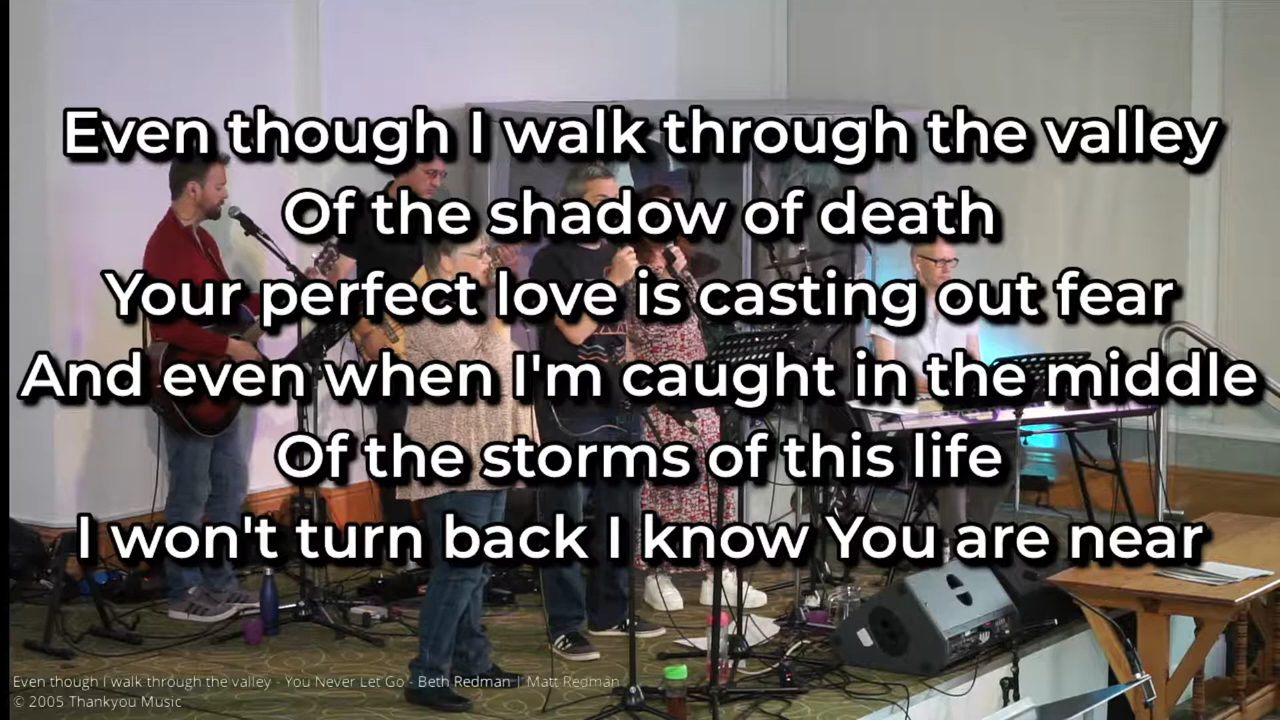 Even though I walk through the valley
Of the shadow of death
Your perfect love is casting out fear
And even when I'm caught in the middle
Of the storms of this life
I won't turn back I know You are near
Even though I walk through the valley - You Never Let Go - Beth Redman | Matt Redman
© 2005 Thankyou Music